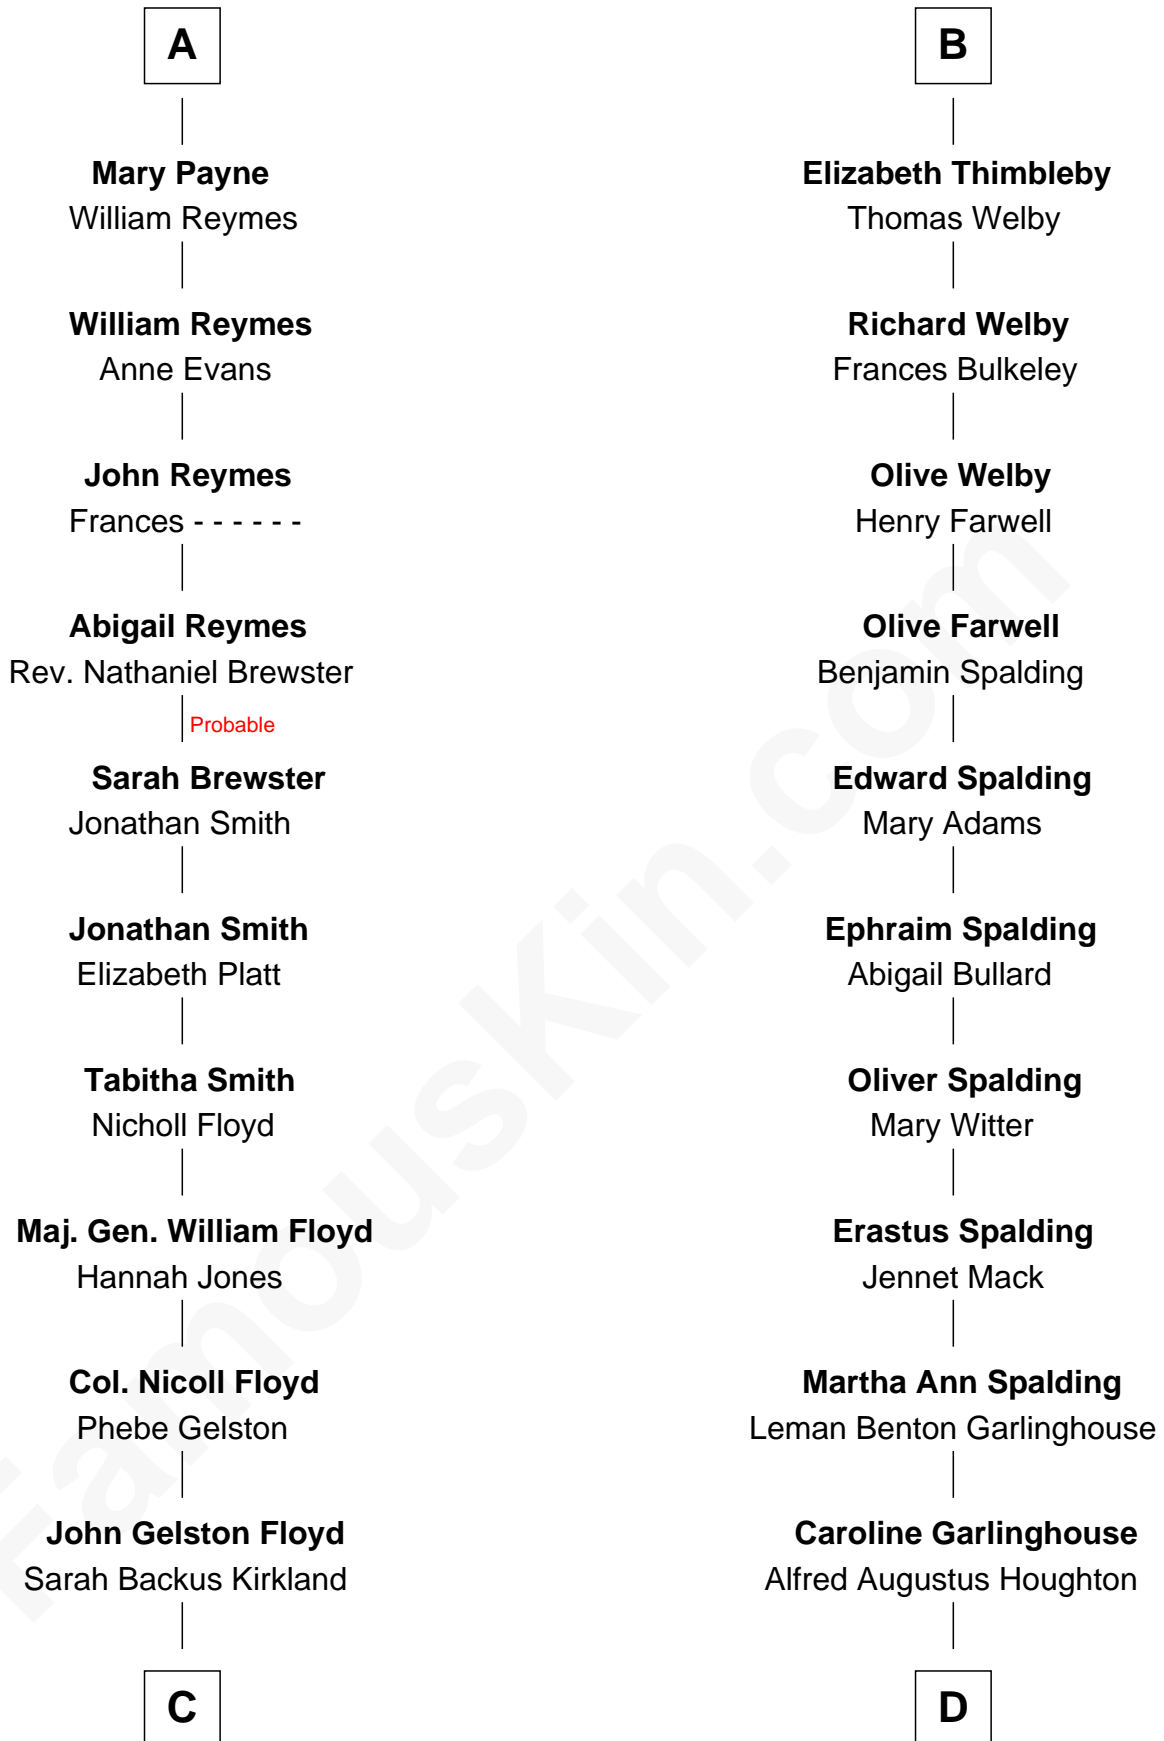 A
Mary Payne
William Reymes
William Reymes
Anne Evans
John Reymes
Frances - - - - - -
Abigail Reymes
Rev. Nathaniel Brewster
Probable
Sarah Brewster
Jonathan Smith
Jonathan Smith
Elizabeth Platt
Tabitha Smith
Nicholl Floyd
Maj. Gen. William Floyd
Hannah Jones
Col. Nicoll Floyd
Phebe Gelston
John Gelston Floyd
Sarah Backus Kirkland
C
B
Elizabeth Thimbleby
Thomas Welby
Richard Welby
Frances Bulkeley
Olive Welby
Henry Farwell
Olive Farwell
Benjamin Spalding
Edward Spalding
Mary Adams
Ephraim Spalding
Abigail Bullard
Oliver Spalding
Mary Witter
Erastus Spalding
Jennet Mack
Martha Ann Spalding
Leman Benton Garlinghouse
Caroline Garlinghouse
Alfred Augustus Houghton
D
FamousKin.com